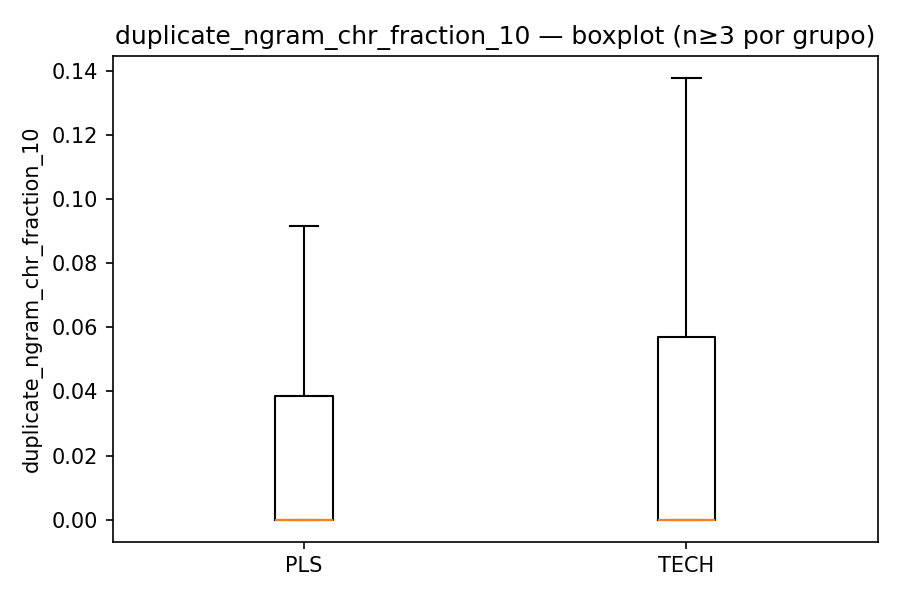 duplicate_ngram_chr_fraction_10 — boxplot (n≥3 por grupo)
duplicate_ngram_chr_fraction_10
0.14
0.12
0.10
0.08
0.06
0.04
0.02
0.00
PLS TECH